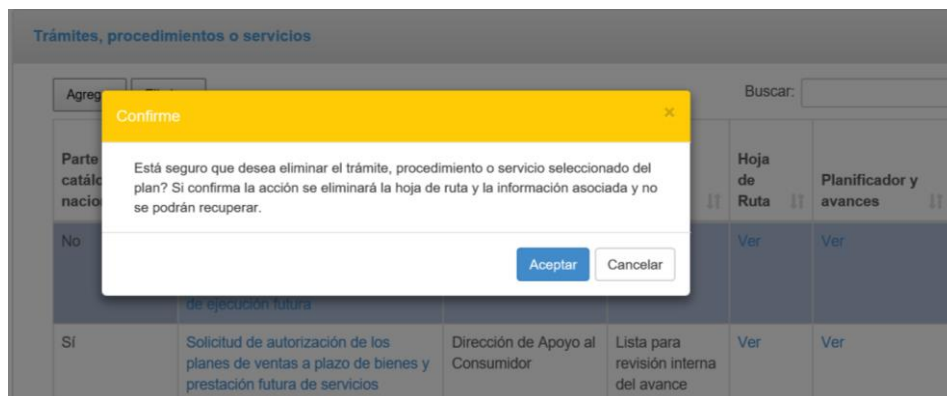 Trámites, procedimientos o servicios
Agreg
Buscar:
Confirme ×
Está seguro que desea eliminar el trámite, procedimiento o servicio seleccionado del
plan? Si confirma la acción se eliminará la hoja de ruta y la información asociada y no
se podrán recuperar.
Aceptar Cancelar
Parte
catálo
nacio
Hoja
de
Ruta
Planificador y
avances
No
de ejecución futura
Ver
Ver
Sí
Solicitud de autorización de los
planes de ventas a plazo de bienes y
prestación futura de servicios
Dirección de Apoyo al
Consumidor
Lista para
revisión interna
del avance
Ver
Ver